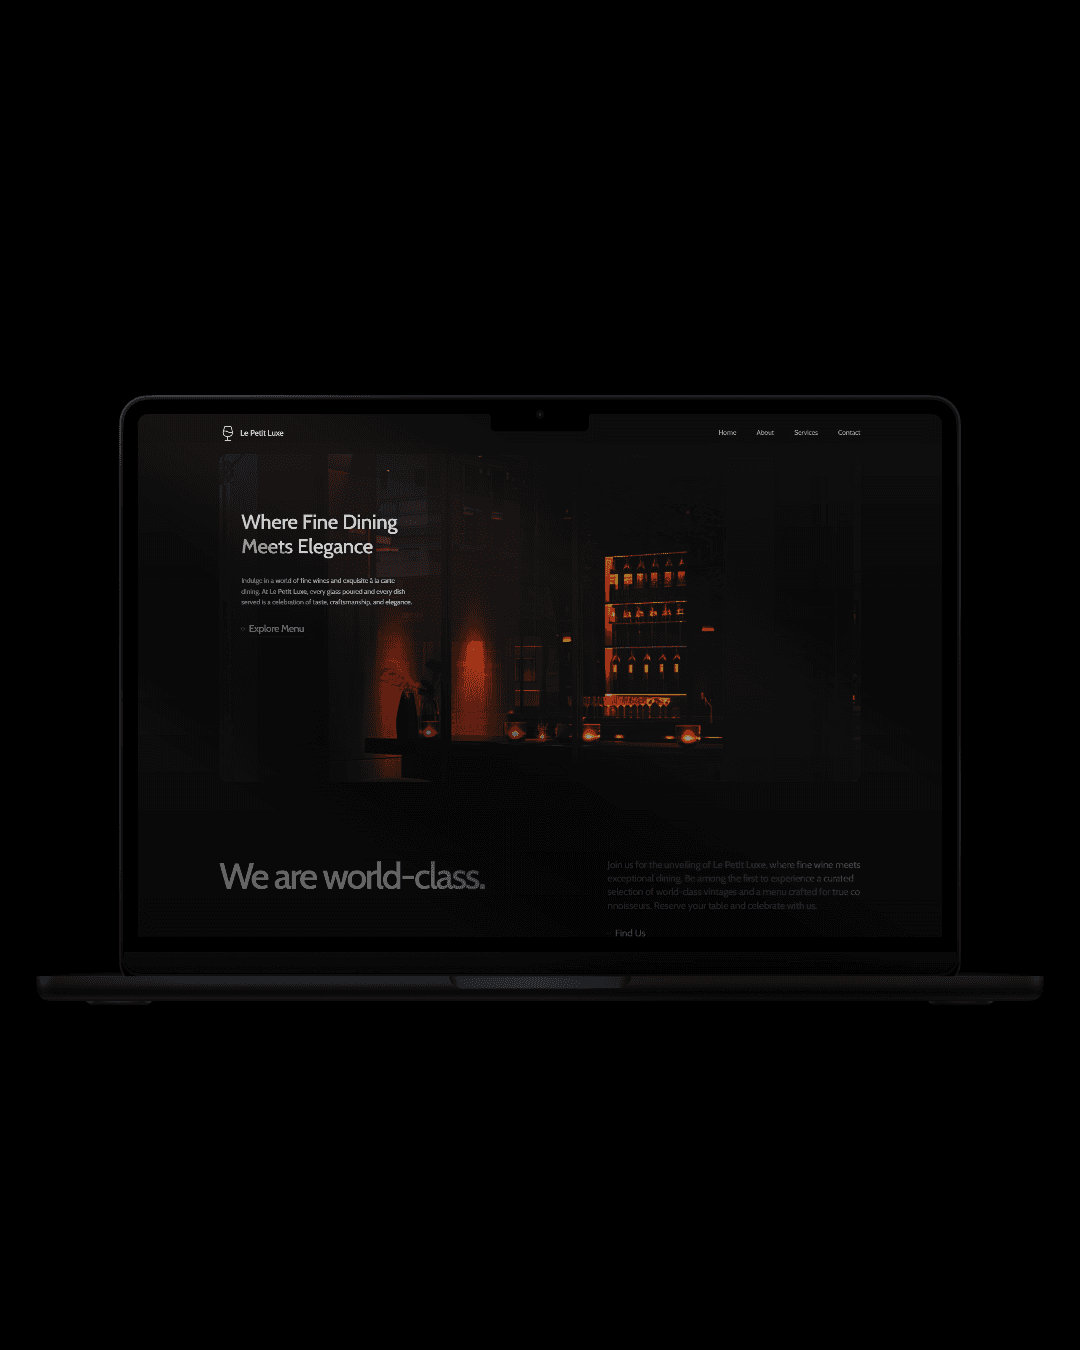 Le Petit Luxe
Home About Services Contact
Where Fine Dining
Meets Elegance
Indulge in a world of fine wines and exquisite à la carte
dining. At Le Petit Luxe, every glass poured and every dish
served is a celebration of taste, craftsmanship, and elegance.
Explore Menu
We are world-class.
Join us for the unveiling of Le Petit Luxe, where fine wine meets
exceptional dining. Be among the first to experience a curated
selection of world-class vintages and a menu crafted for true co
nnoisseurs. Reserve your table and celebrate with us.
Find Us